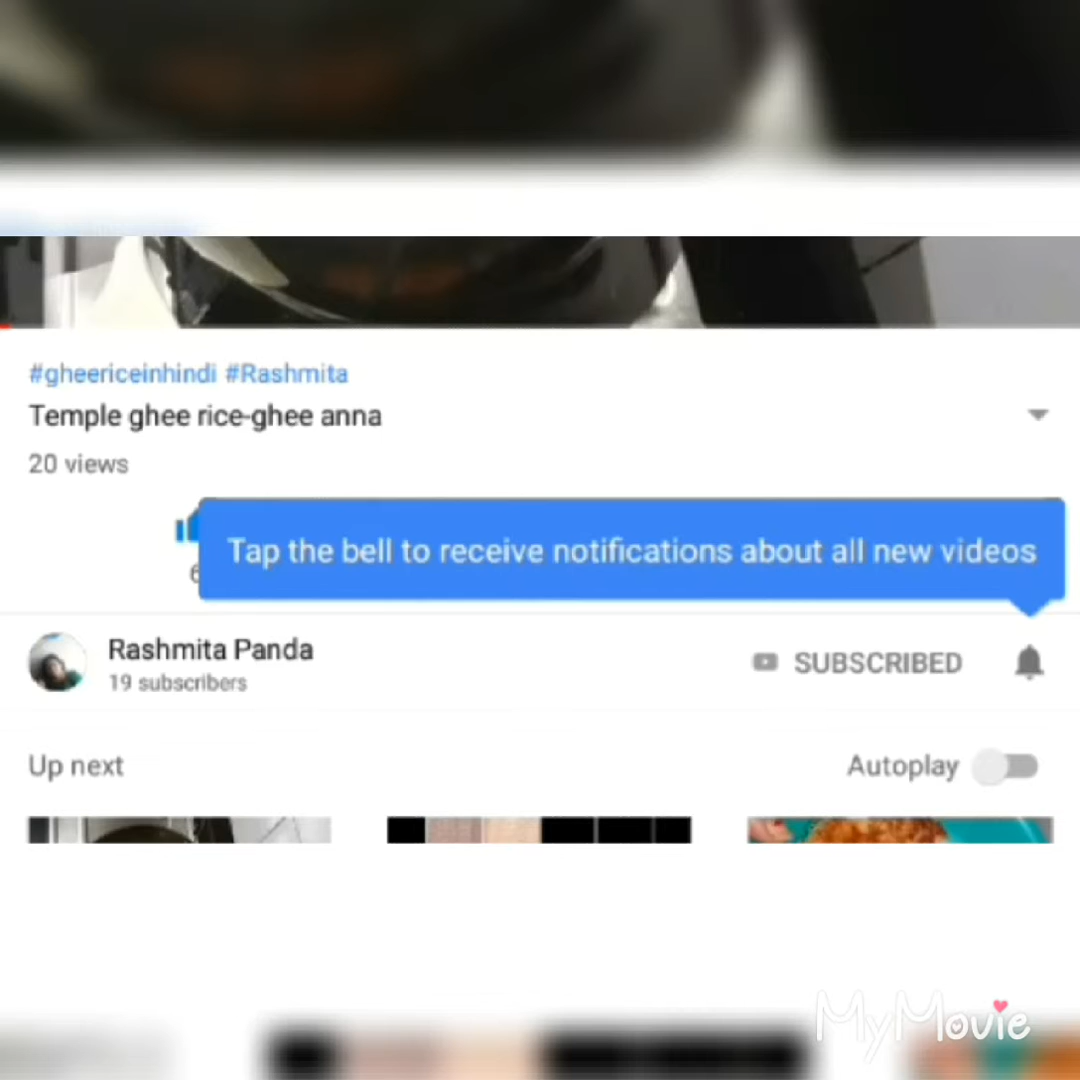 #gheericeinhindi #Rashmita
Temple ghee rice-ghee anna
20 views
Tap the bell to receive notifications about all new videos
Rashmita Panda
19 subscribers
SUBSCRIBED
Up next
Autoplay
MyMovie